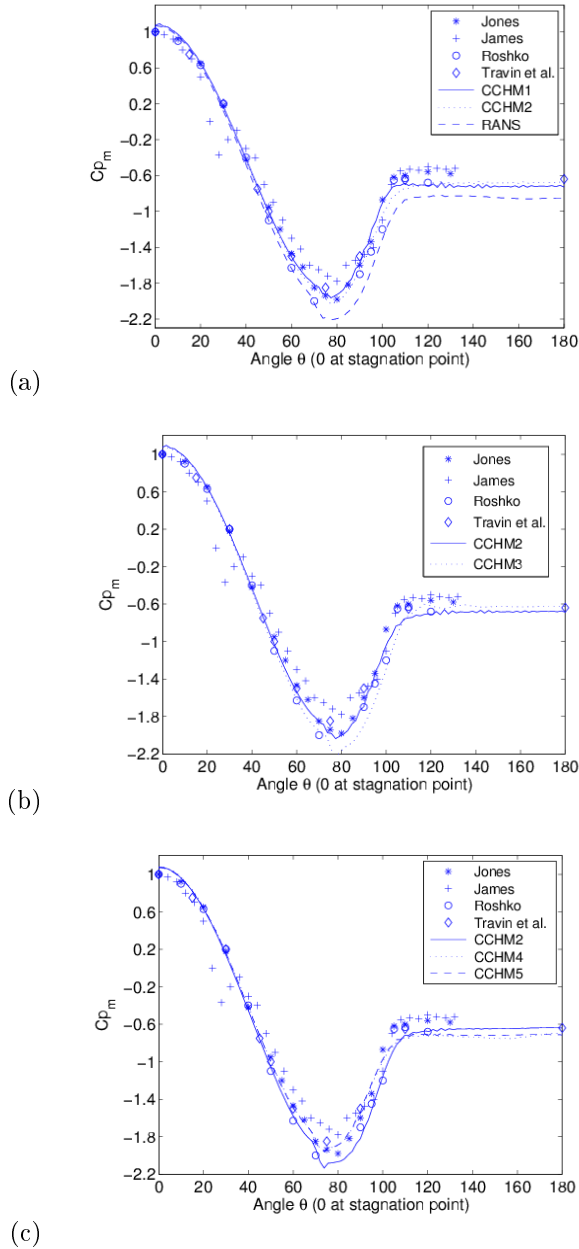 Jones
James
Roshko
Travin et al.
CCHM1
CCHM2
RANS
1
0.6
0.2
−0.2
−0.6
−1
−1.4
−1.8
−2.2
Cp_m
0 20 40 60 80 100 120 140 160 180
Angle θ (0 at stagnation point)
(a)
Jones
James
Roshko
Travin et al.
CCHM2
CCHM3
1
0.6
0.2
−0.2
−0.6
−1
−1.4
−1.8
−2.2
Cp_m
0 20 40 60 80 100 120 140 160 180
Angle θ (0 at stagnation point)
(b)
Jones
James
Roshko
Travin et al.
CCHM2
CCHM4
CCHM5
1
0.6
0.2
−0.2
−0.6
−1
−1.4
−1.8
−2.2
Cp_m
0 20 40 60 80 100 120 140 160 180
Angle θ (0 at stagnation point)
(c)